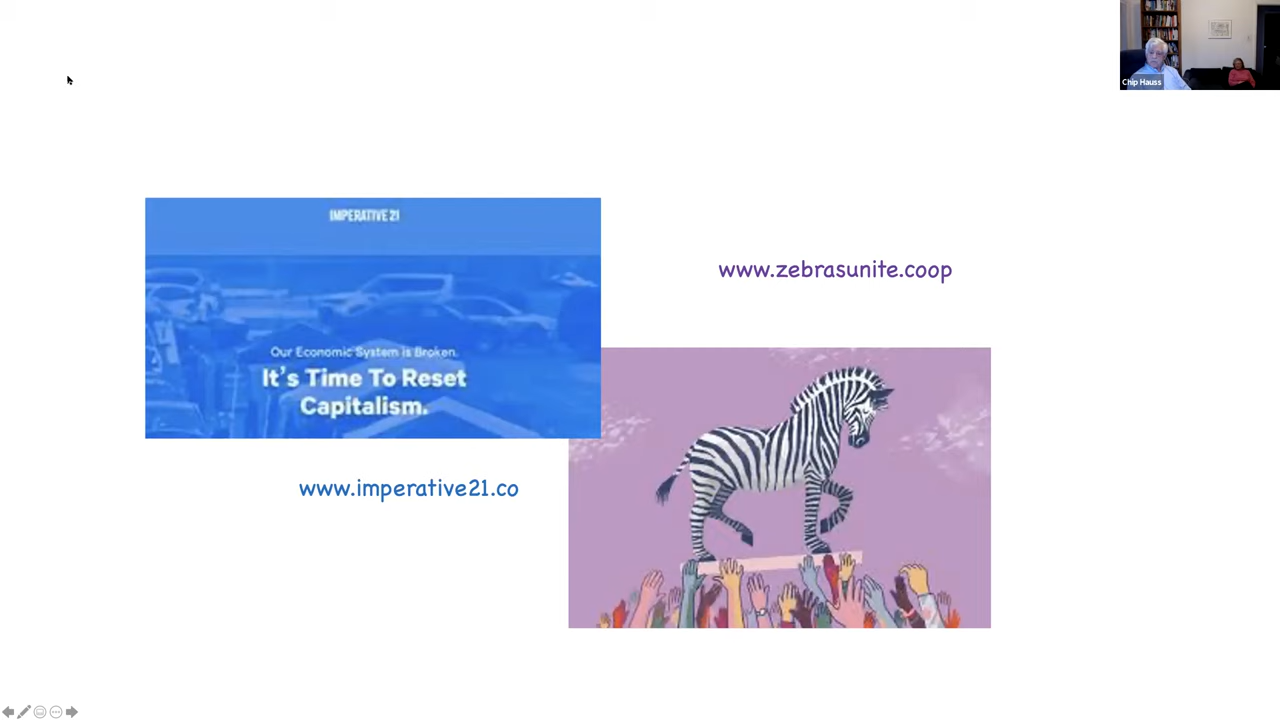 Chip Hauss
IMPERATIVE 21
www.zebrasunite.coop
Our Economic System is Broken.
It's Time To Reset
Capitalism.
www.imperative21.co